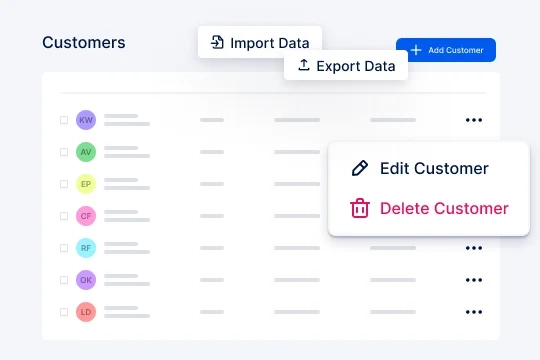 Customers
Import Data
Add Customer
Export Data
KW
AV
Edit Customer
EP
Delete Customer
CF
RF
OK
LD